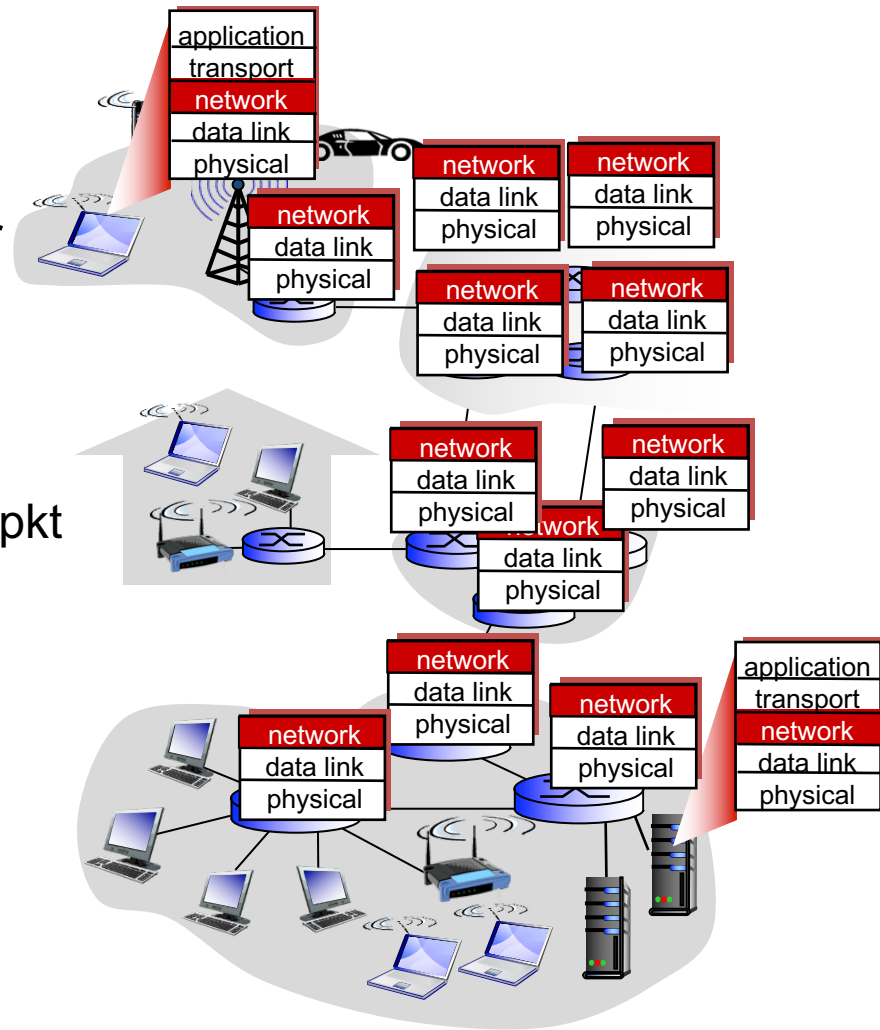 application
transport
network
data link
physical
network
data link
physical
network
data link
physical
network
data link
physical
network
data link
physical
network
data link
physical
network
data link
physical
network
data link
physical
pkt
network
data link
physical
network
data link
physical
network
data link
physical
network
data link
physical
application
transport
network
data link
physical